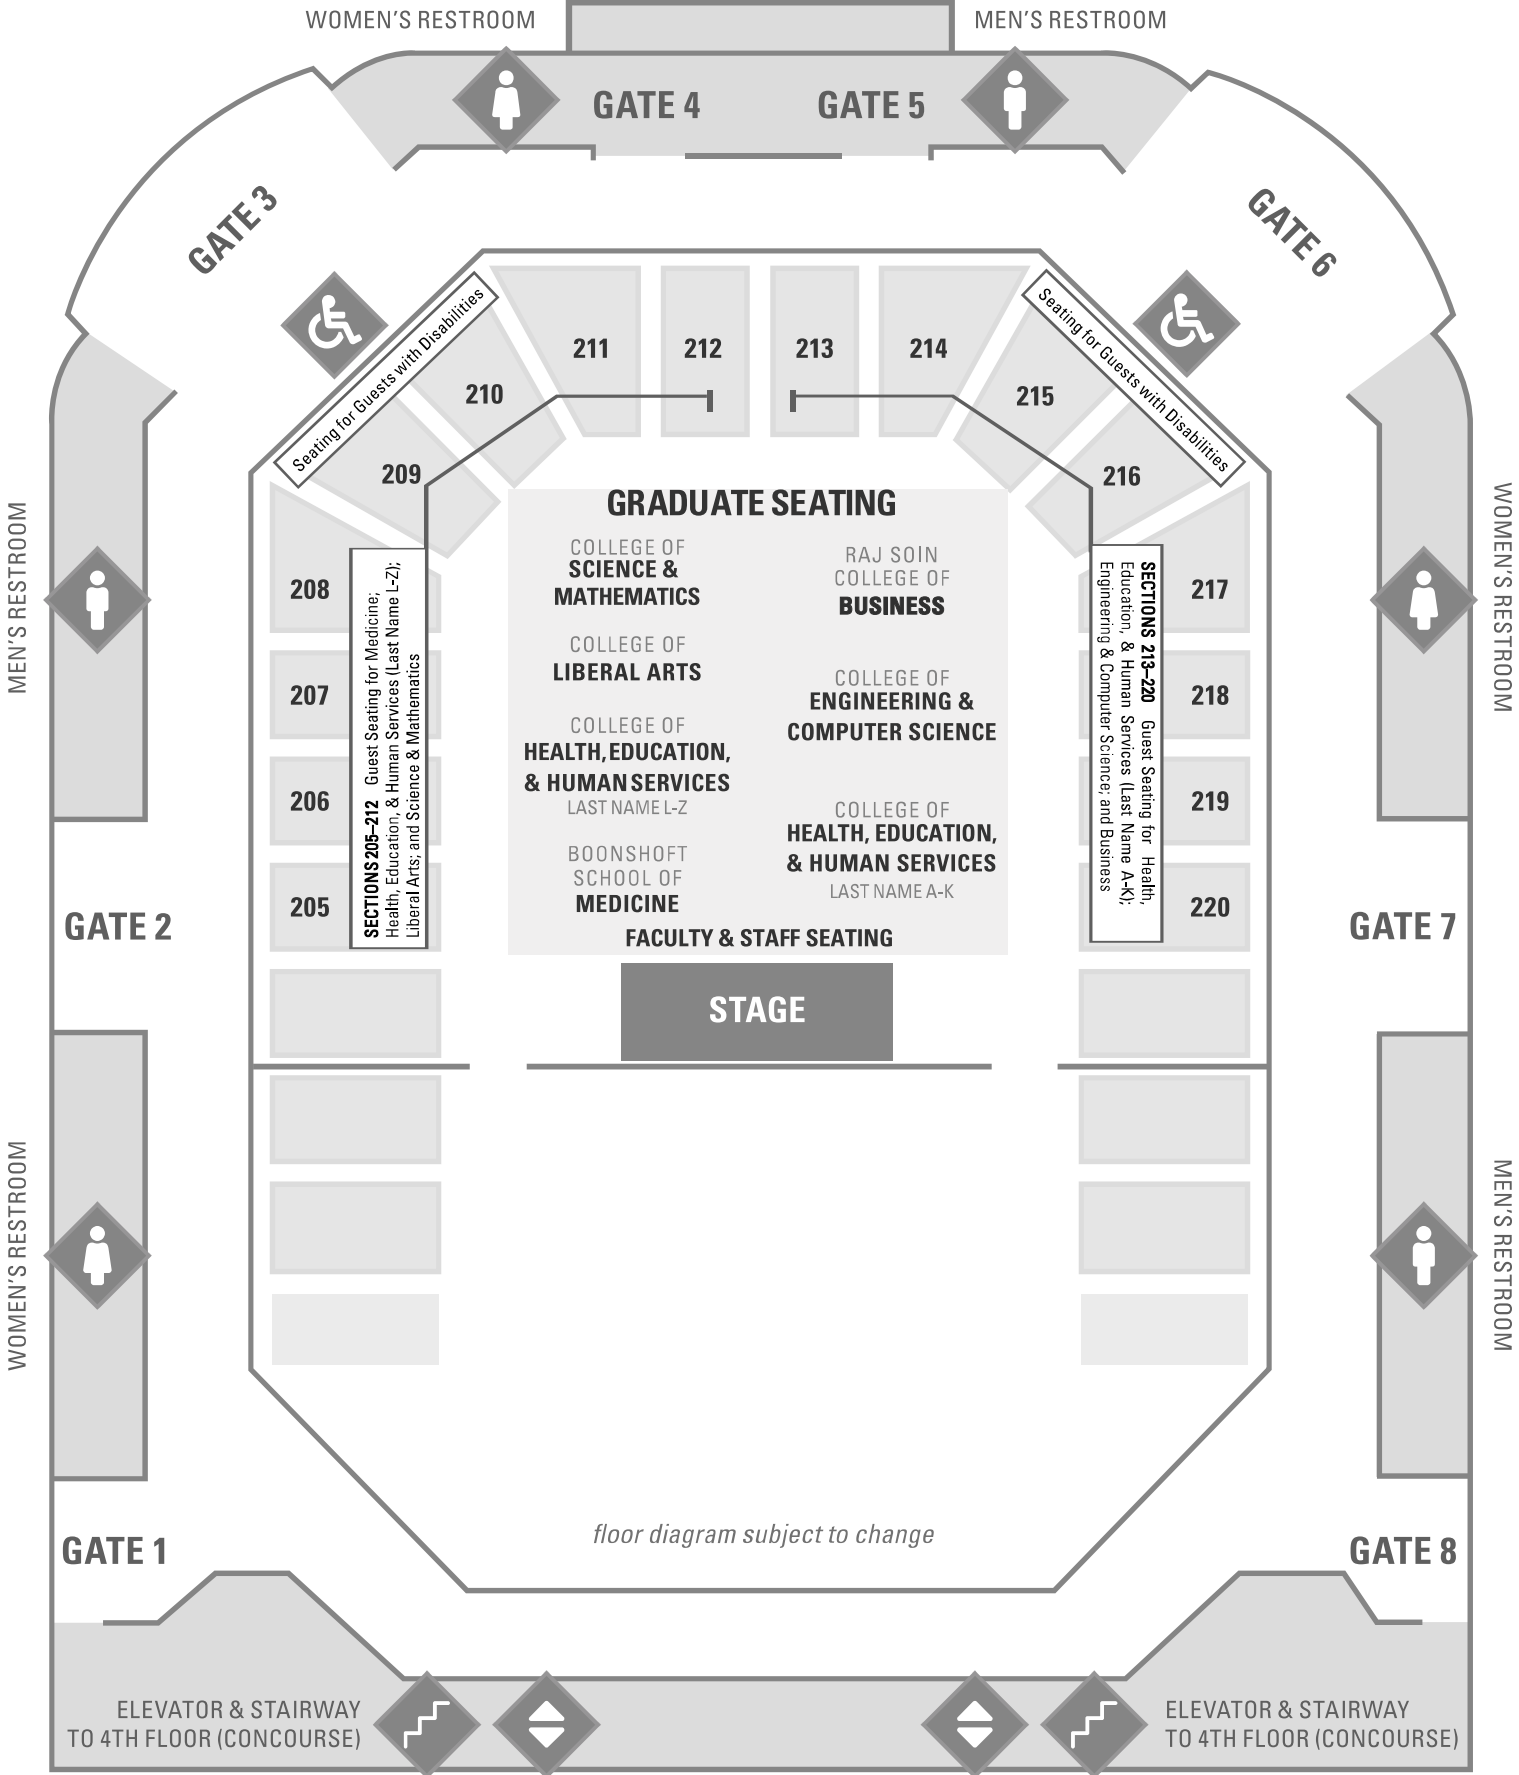 WOMEN'S RESTROOM
MEN'S RESTROOM
GATE 4
GATE 5
GATE 3
GATE 6
Seating for Guests with Disabilities
Seating for Guests with Disabilities
211
212
213
214
210
215
209
216
MEN'S RESTROOM
WOMEN'S RESTROOM
208
207
206
205
SECTIONS 205–212 Guest Seating for Medicine;
Health, Education, & Human Services (Last Name L-Z);
Liberal Arts; and Science & Mathematics
GRADUATE SEATING
COLLEGE OF
SCIENCE &
MATHEMATICS
COLLEGE OF
LIBERAL ARTS
COLLEGE OF
HEALTH, EDUCATION,
& HUMAN SERVICES
LAST NAME L-Z
BOONSHOFT
SCHOOL OF
MEDICINE
RAJ SOIN
COLLEGE OF
BUSINESS
COLLEGE OF
ENGINEERING &
COMPUTER SCIENCE
COLLEGE OF
HEALTH, EDUCATION,
& HUMAN SERVICES
LAST NAME A-K
FACULTY & STAFF SEATING
STAGE
SECTIONS 213–220 Guest Seating for Health,
Education, & Human Services (Last Name A-K);
Engineering & Computer Science; and Business
217
218
219
220
GATE 2
GATE 7
WOMEN'S RESTROOM
MEN'S RESTROOM
floor diagram subject to change
GATE 1
GATE 8
ELEVATOR & STAIRWAY
TO 4TH FLOOR (CONCOURSE)
ELEVATOR & STAIRWAY
TO 4TH FLOOR (CONCOURSE)